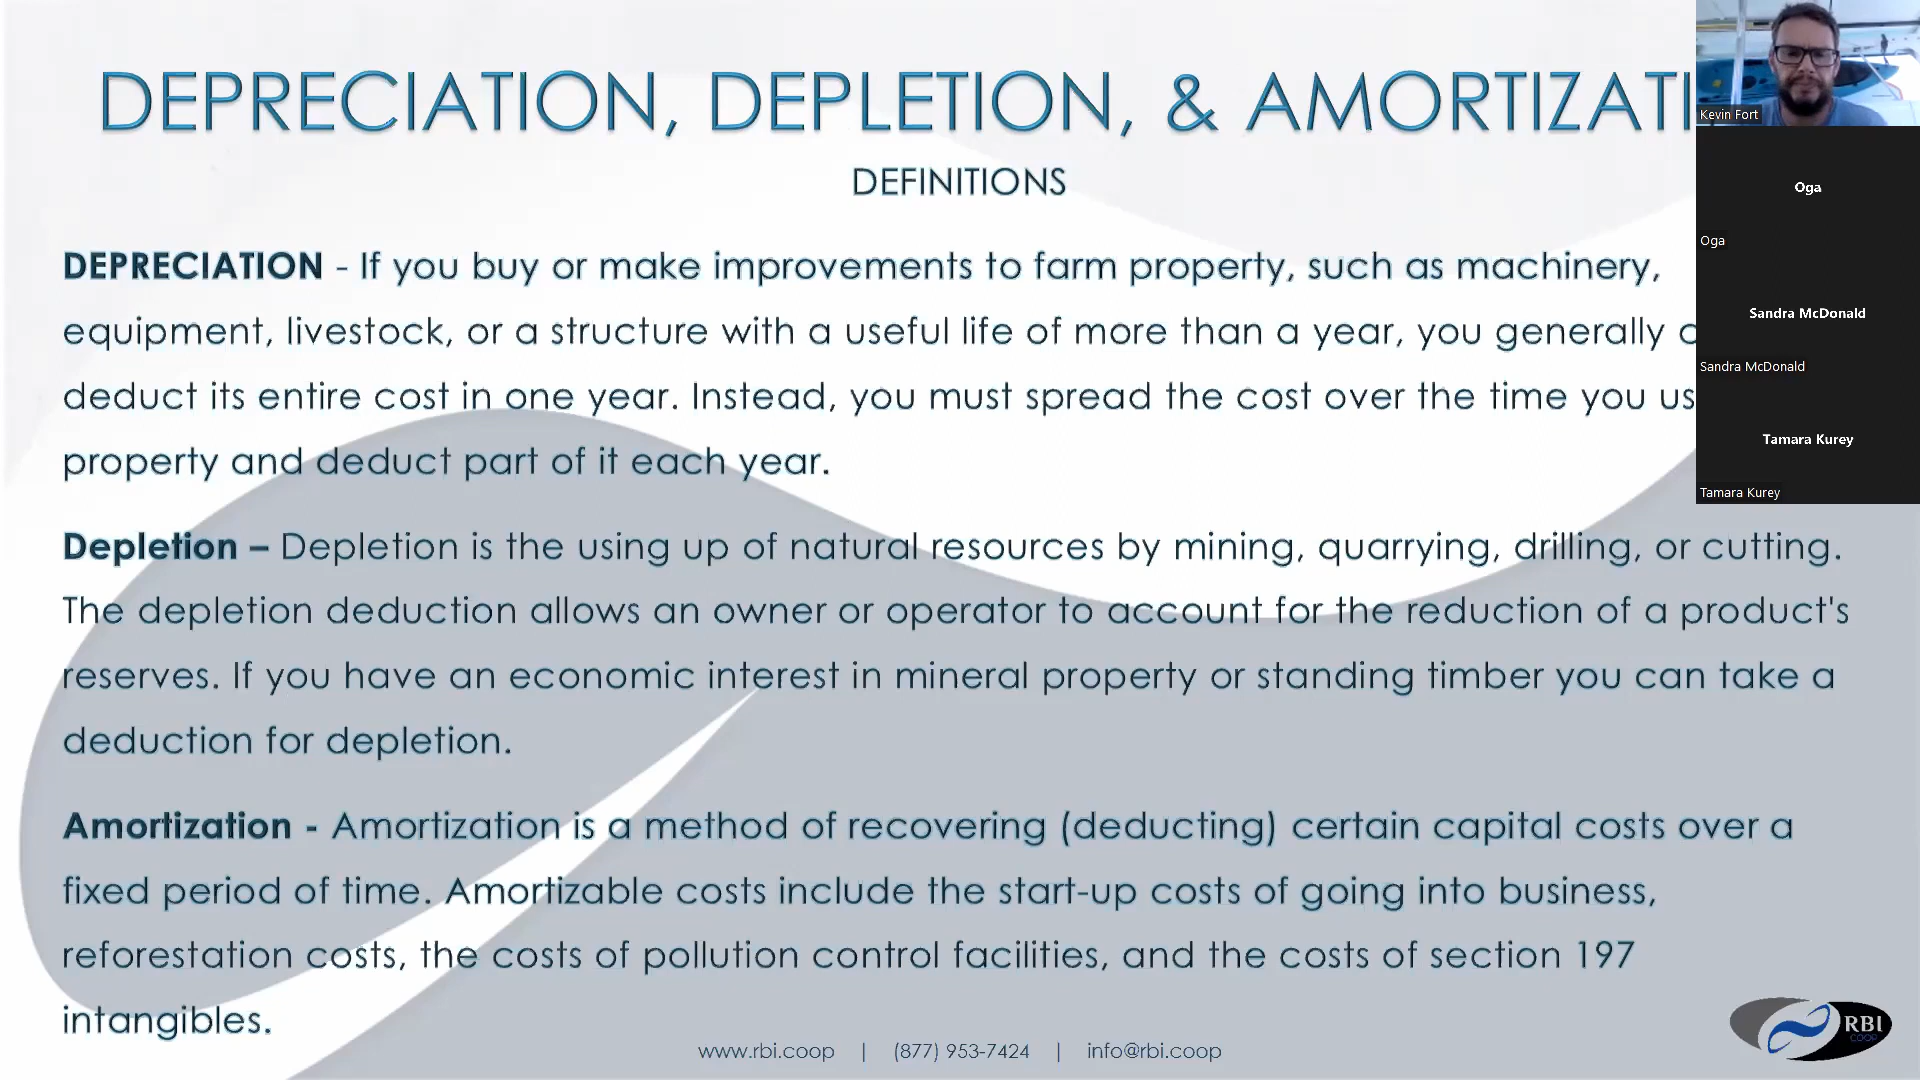 DEPRECIATION, DEPLETION, & AMORTIZATI
DEFINITIONS
DEPRECIATION - If you buy or make improvements to farm property, such as machinery,
equipment, livestock, or a structure with a useful life of more than a year, you generally
deduct its entire cost in one year. Instead, you must spread the cost over the time you us
property and deduct part of it each year.
Depletion – Depletion is the using up of natural resources by mining, quarrying, drilling, or cutting.
The depletion deduction allows an owner or operator to account for the reduction of a product's
reserves. If you have an economic interest in mineral property or standing timber you can take a
deduction for depletion.
Amortization - Amortization is a method of recovering (deducting) certain capital costs over a
fixed period of time. Amortizable costs include the start-up costs of going into business,
reforestation costs, the costs of pollution control facilities, and the costs of section 197
intangibles.
www.rbi.coop | (877) 953-7424 | info@rbi.coop
RBI
COOP
Kevin Fort
Oga
Oga
Sandra McDonald
Sandra McDonald
Tamara Kurey
Tamara Kurey